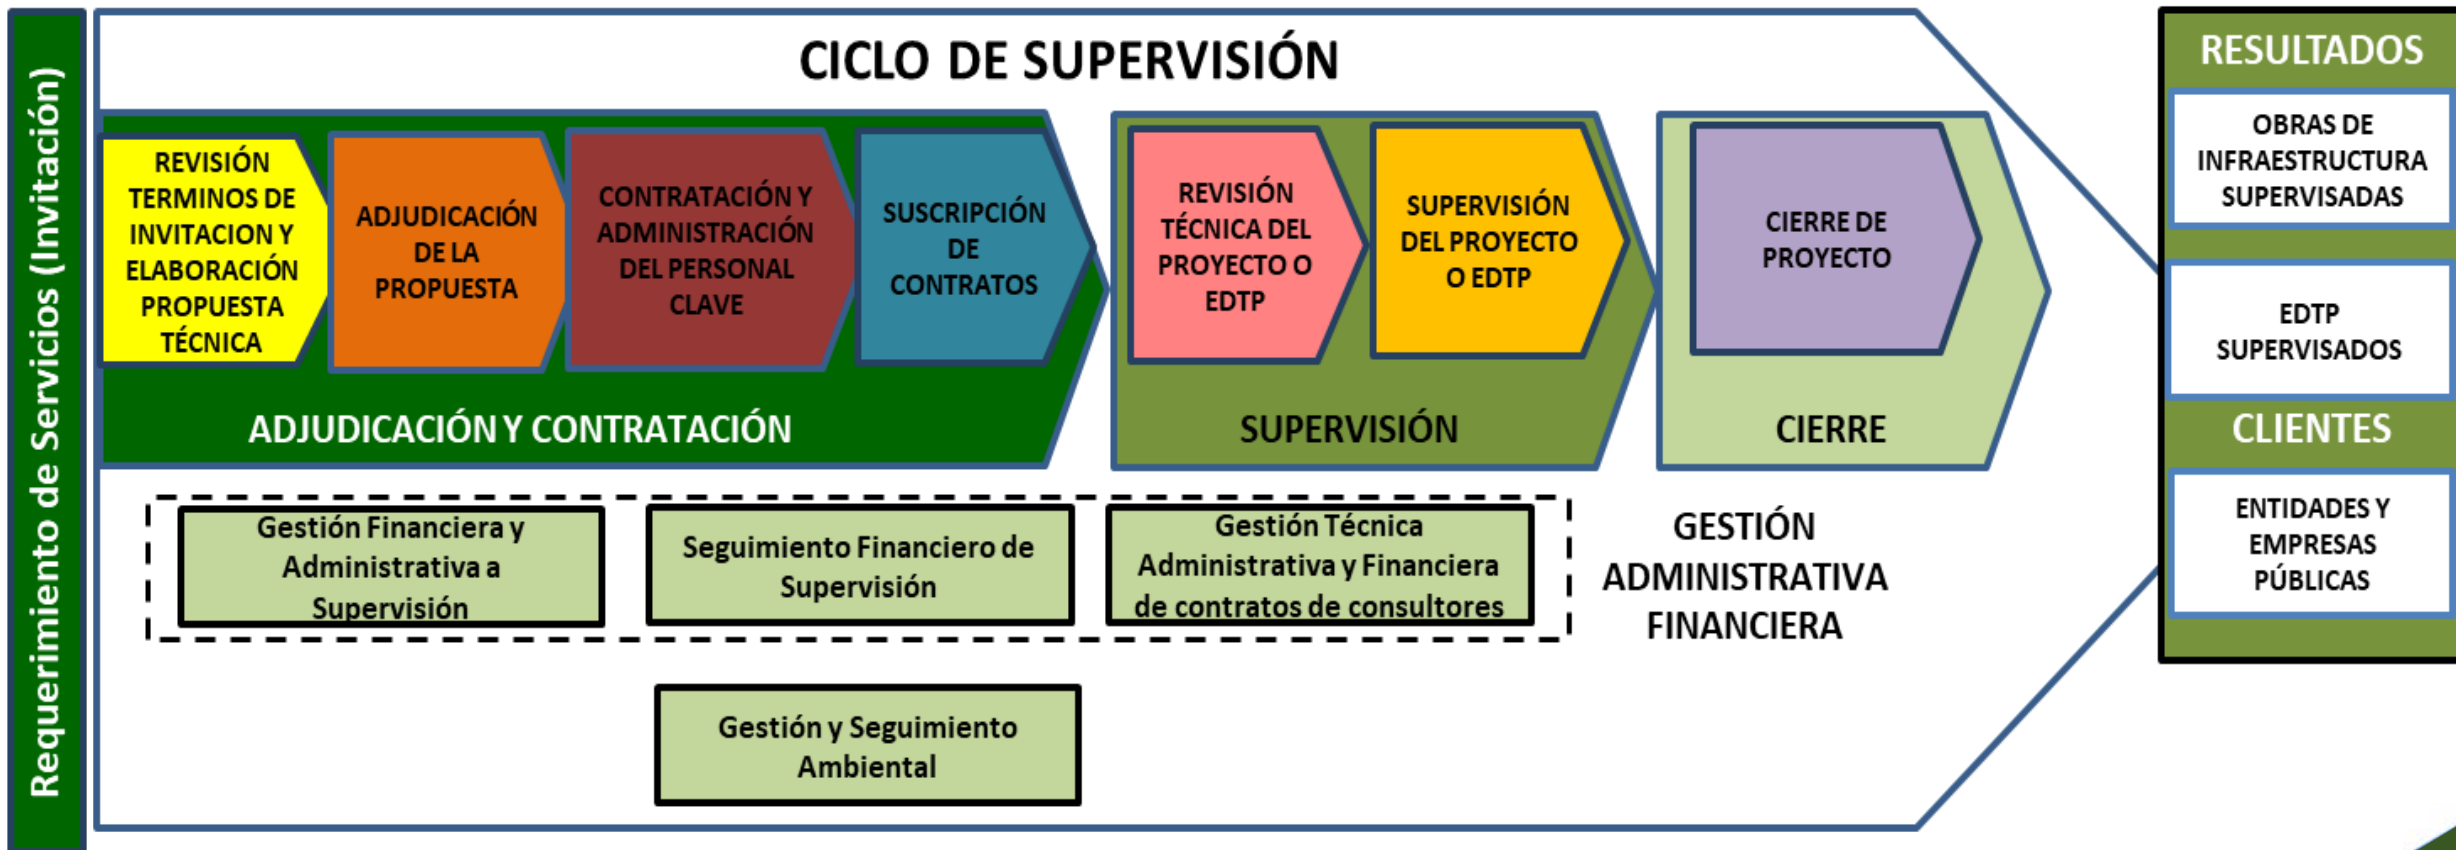 Requerimiento de Servicios (Invitación)
CICLO DE SUPERVISIÓN
REVISIÓN
TERMINOS DE
INVITACION Y
ELABORACIÓN
PROPUESTA
TÉCNICA
ADJUDICACIÓN
DE LA
PROPUESTA
CONTRATACIÓN Y
ADMINISTRACIÓN
DEL PERSONAL
CLAVE
SUSCRIPCIÓN
DE
CONTRATOS
ADJUDICACIÓN Y CONTRATACIÓN
REVISIÓN
TÉCNICA DEL
PROYECTO O
EDTP
SUPERVISIÓN
DEL PROYECTO
O EDTP
SUPERVISIÓN
CIERRE DE
PROYECTO
CIERRE
Gestión Financiera y
Administrativa a
Supervisión
Seguimiento Financiero de
Supervisión
Gestión Técnica
Administrativa y Financiera
de contratos de consultores
GESTIÓN
ADMINISTRATIVA
FINANCIERA
Gestión y Seguimiento
Ambiental
RESULTADOS
OBRAS DE
INFRAESTRUCTURA
SUPERVISADAS
EDTP
SUPERVISADOS
CLIENTES
ENTIDADES Y
EMPRESAS
PÚBLICAS